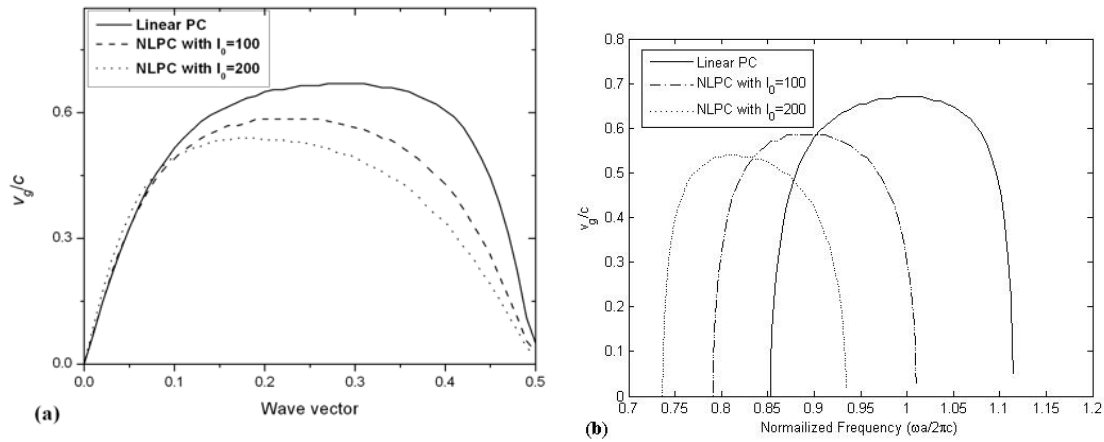 Linear PC
NLPC with I0=100
NLPC with I0=200
0.6
0.3
0.0
vg/c
0.0 0.1 0.2 0.3 0.4 0.5
Wave vector
(a)
Linear PC
NLPC with I0=100
NLPC with I0=200
0.8
0.7
0.6
0.5
0.4
0.3
0.2
0.1
0
vg/c
0.7 0.75 0.8 0.85 0.9 0.95 1 1.05 1.1 1.15 1.2
Normailized Frequency (ωa/2πc)
(b)